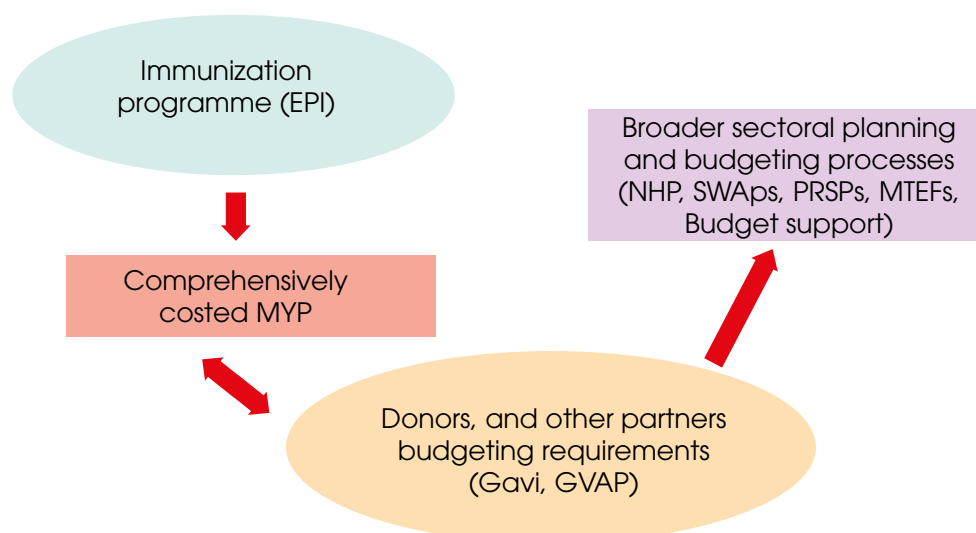 Immunization
programme (EPI)
Broader sectoral planning
and budgeting processes
(NHP, SWAps, PRSPs, MTEFs,
Budget support)
Comprehensively
costed MYP
Donors, and other partners
budgeting requirements
(Gavi, GVAP)